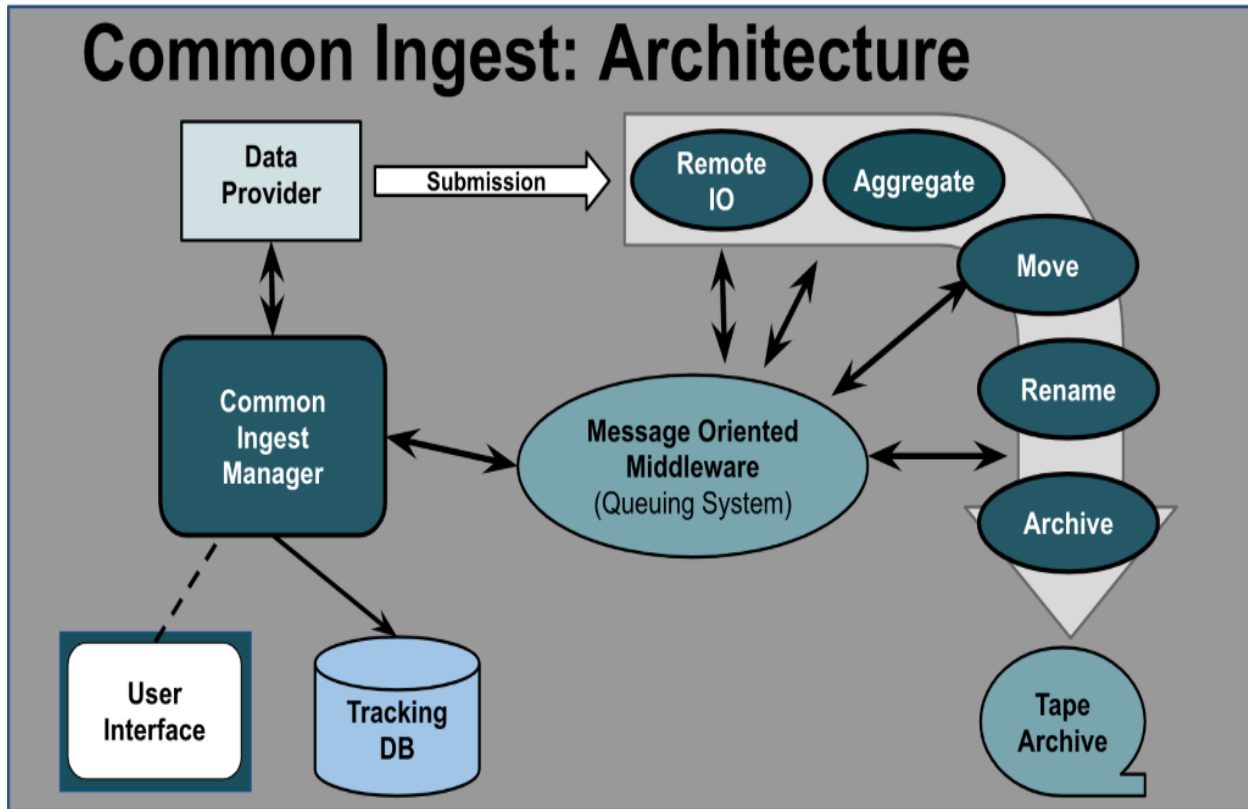 Common Ingest: Architecture
Data
Provider
Submission
Remote
IO
Aggregate
Move
Common
Ingest
Manager
Message Oriented
Middleware
(Queuing System)
Rename
Archive
User
Interface
Tracking
DB
Tape
Archive